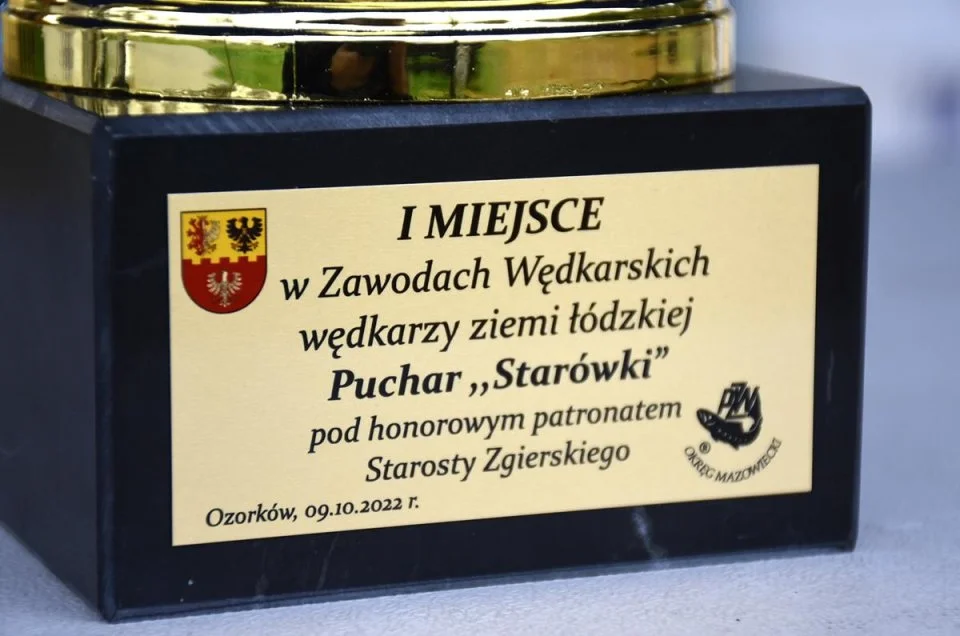 I MIEJSCE
w Zawodach Wędkarskich
wędkarzy ziemi łódzkiej
Puchar ,,Starówki”
pod honorowym patronatem
Starosty Zgierskiego
Ozorków, 09.10.2022 r.
PZW
®
OKRĘG MAZOWIECKI